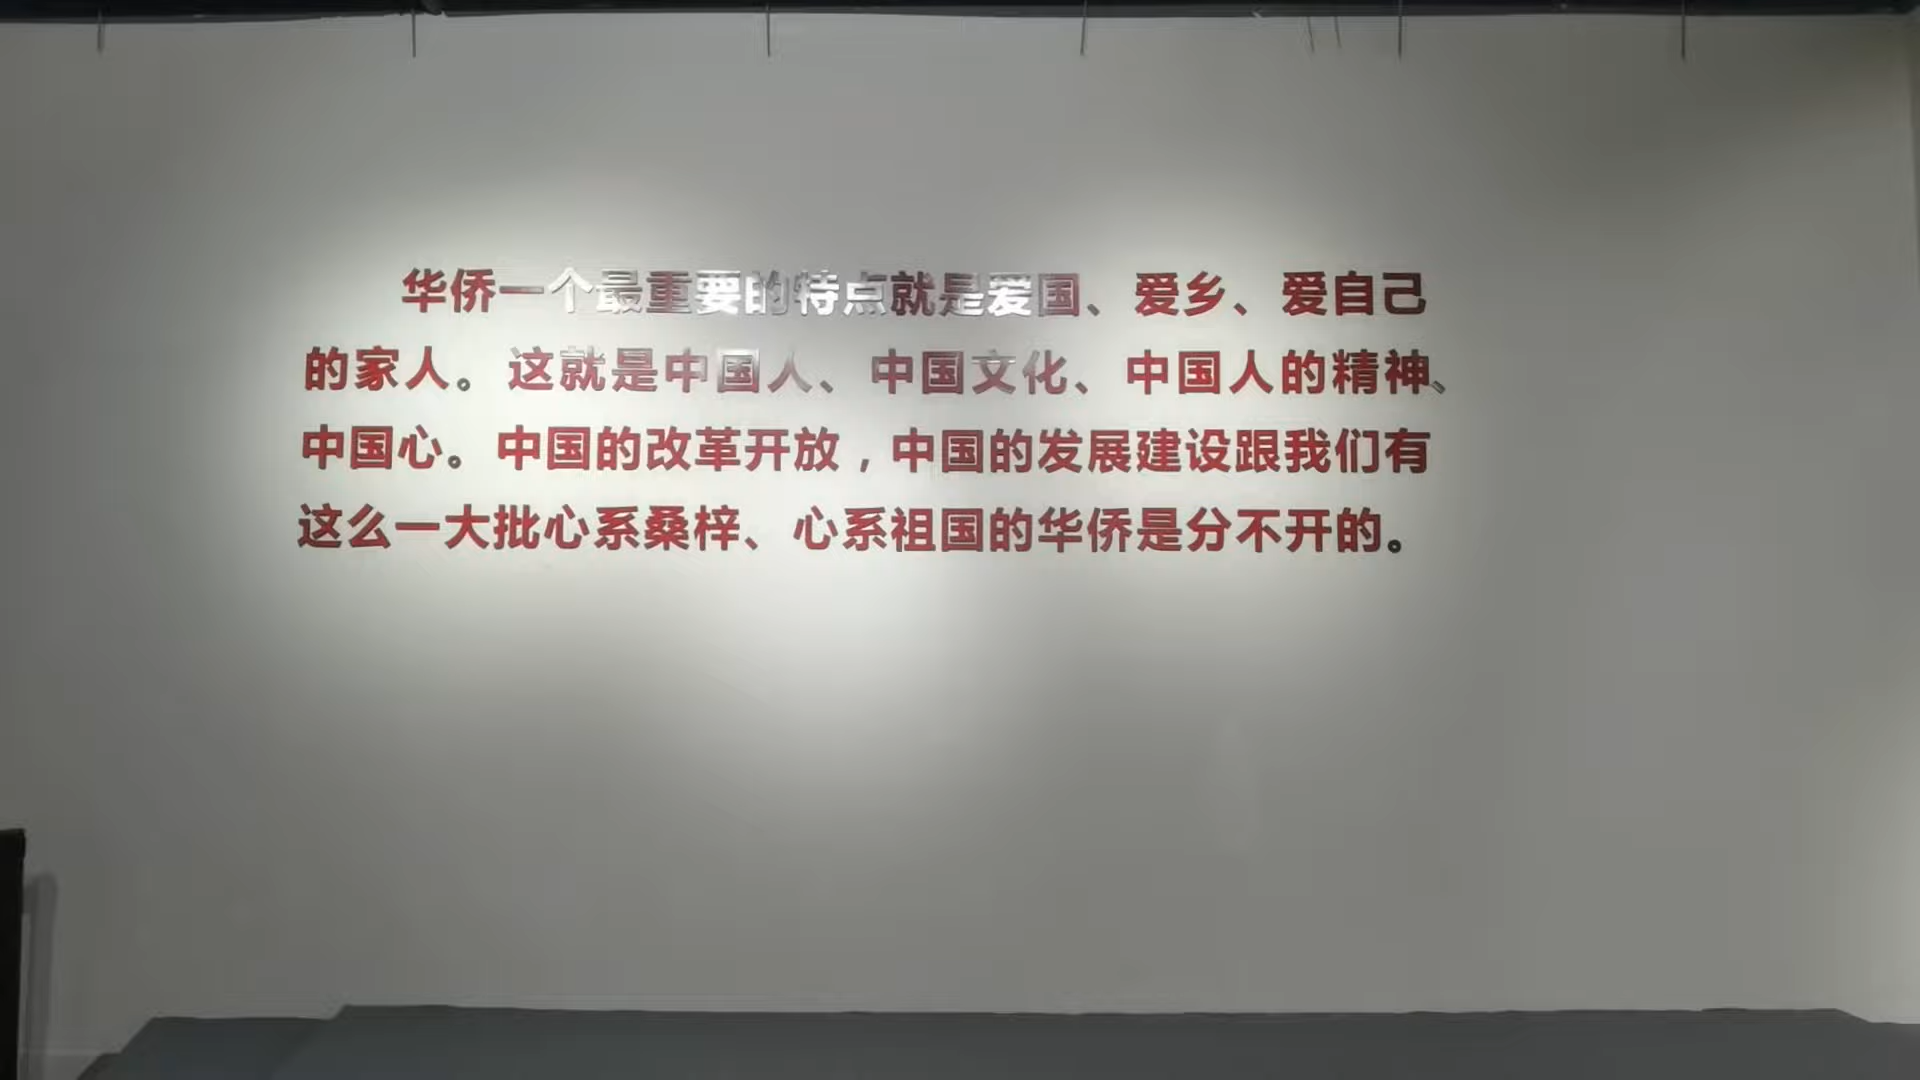 华侨一个最重要的特点就是爱国、爱乡、爱自己
的家人。这就是中国人、中国文化、中国人的精神、
中国心。中国的改革开放，中国的发展建设跟我们有
这么一大批心系桑梓、心系祖国的华侨是分不开的。